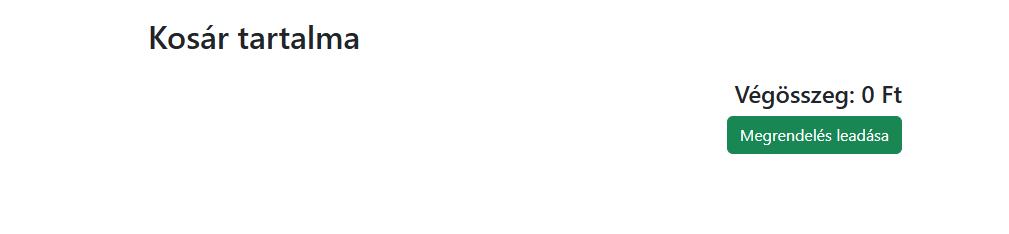 Kosár tartalma
Végösszeg: 0 Ft
Megrendelés leadása